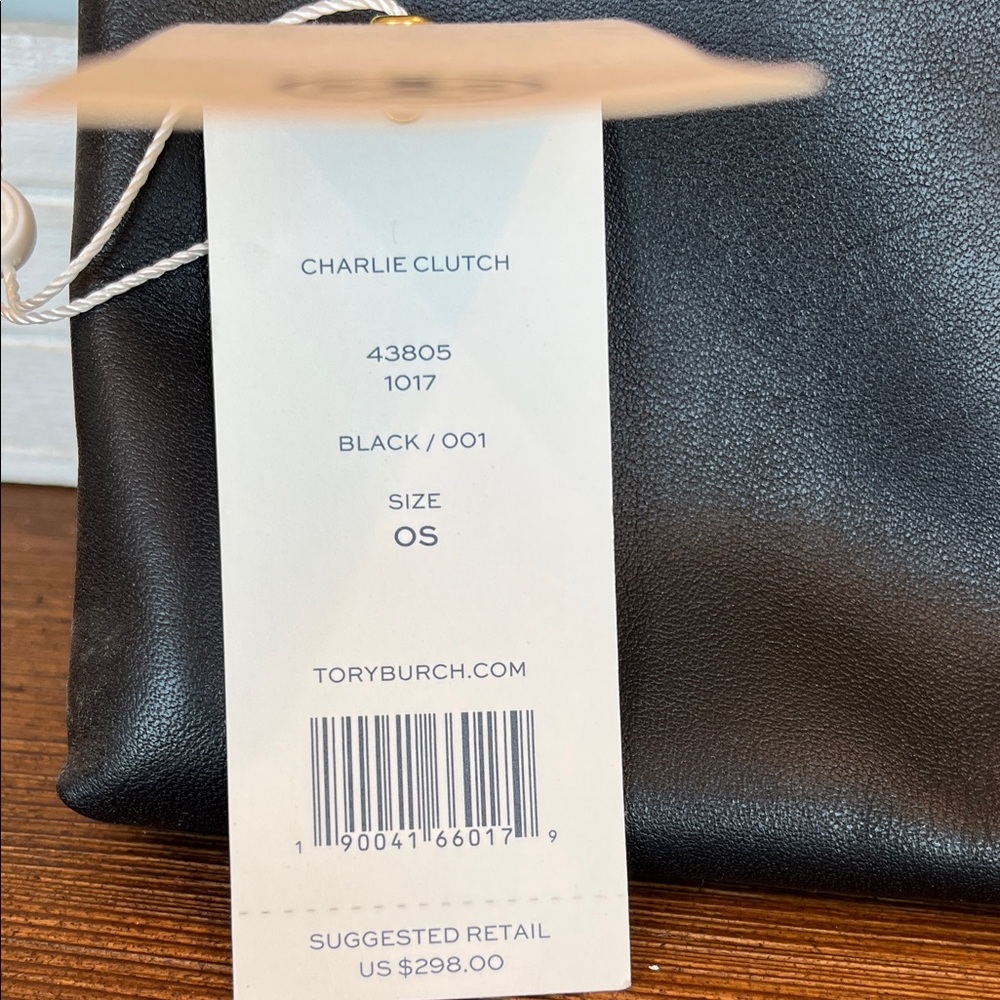 CHARLIE CLUTCH
43805
1017
BLACK / 001
SIZE
OS
TORYBURCH.COM
1 90041 66017 9
SUGGESTED RETAIL
US $298.00